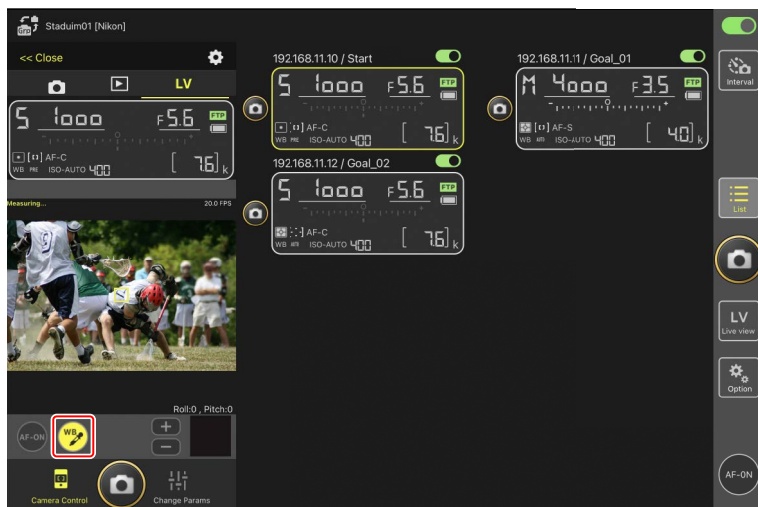 Grp Staduim01 [Nikon]
<< Close
LV
S 1000 F5.6 FTP
[ 7.6] k
AF-C
WB PRE ISO-AUTO 400
Measuring... 20.0 FPS
Roll:0 , Pitch:0
AF-ON WB + −
Camera Control Change Params
192.168.11.10 / Start
S 1000 F5.6 FTP
AF-C
WB PRE ISO-AUTO 400 [ 7.6] k
192.168.11.11 / Goal_01
M 4000 F3.5 FTP
AF-S
WB AUTO ISO-AUTO 400 [ 4.0] k
192.168.11.12 / Goal_02
S 1000 F5.6 FTP
AF-C
WB AUTO ISO-AUTO 400 [ 7.6] k
Interval
List
LV
Live view
Option
AF-ON